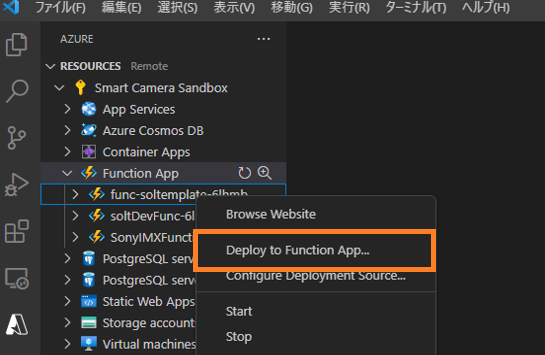 ファイル(F) 編集(E) 選択(S) 表示(V) 移動(G) 実行(R) ターミナル(T) ヘルプ(H)
AZURE
RESOURCES Remote
Smart Camera Sandbox
App Services
Azure Cosmos DB
Container Apps
Function App
func-soltemplate-6lhmb
soltDevFunc-6l
Browse Website
SonyIMXFuncti
Deploy to Function App...
PostgreSQL serve
Configure Deployment Source...
PostgreSQL serve
Static Web Apps
Start
Storage accounts
Stop
Virtual machines